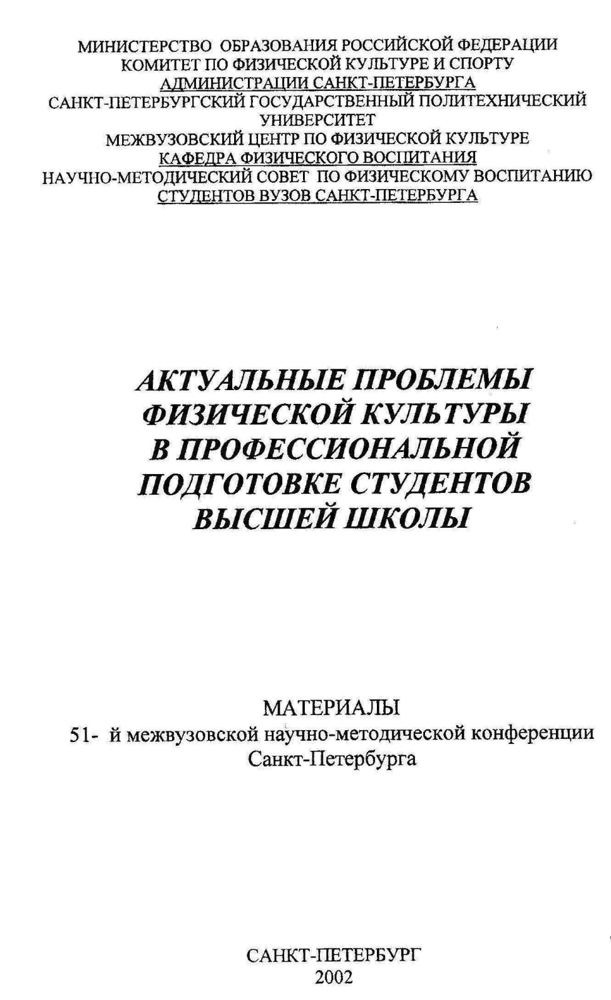 МИНИСТЕРСТВО ОБРАЗОВАНИЯ РОССИЙСКОЙ ФЕДЕРАЦИИ
КОМИТЕТ ПО ФИЗИЧЕСКОЙ КУЛЬТУРЕ И СПОРТУ
АДМИНИСТРАЦИИ САНКТ-ПЕТЕРБУРГА
САНКТ-ПЕТЕРБУРГСКИЙ ГОСУДАРСТВЕННЫЙ ПОЛИТЕХНИЧЕСКИЙ
УНИВЕРСИТЕТ
МЕЖВУЗОВСКИЙ ЦЕНТР ПО ФИЗИЧЕСКОЙ КУЛЬТУРЕ
КАФЕДРА ФИЗИЧЕСКОГО ВОСПИТАНИЯ
НАУЧНО-МЕТОДИЧЕСКИЙ СОВЕТ ПО ФИЗИЧЕСКОМУ ВОСПИТАНИЮ
СТУДЕНТОВ ВУЗОВ САНКТ-ПЕТЕРБУРГА
АКТУАЛЬНЫЕ ПРОБЛЕМЫ
ФИЗИЧЕСКОЙ КУЛЬТУРЫ
В ПРОФЕССИОНАЛЬНОЙ
ПОДГОТОВКЕ СТУДЕНТОВ
ВЫСШЕЙ ШКОЛЫ
МАТЕРИАЛЫ
51- й межвузовской научно-методической конференции
Санкт-Петербурга
САНКТ-ПЕТЕРБУРГ
2002